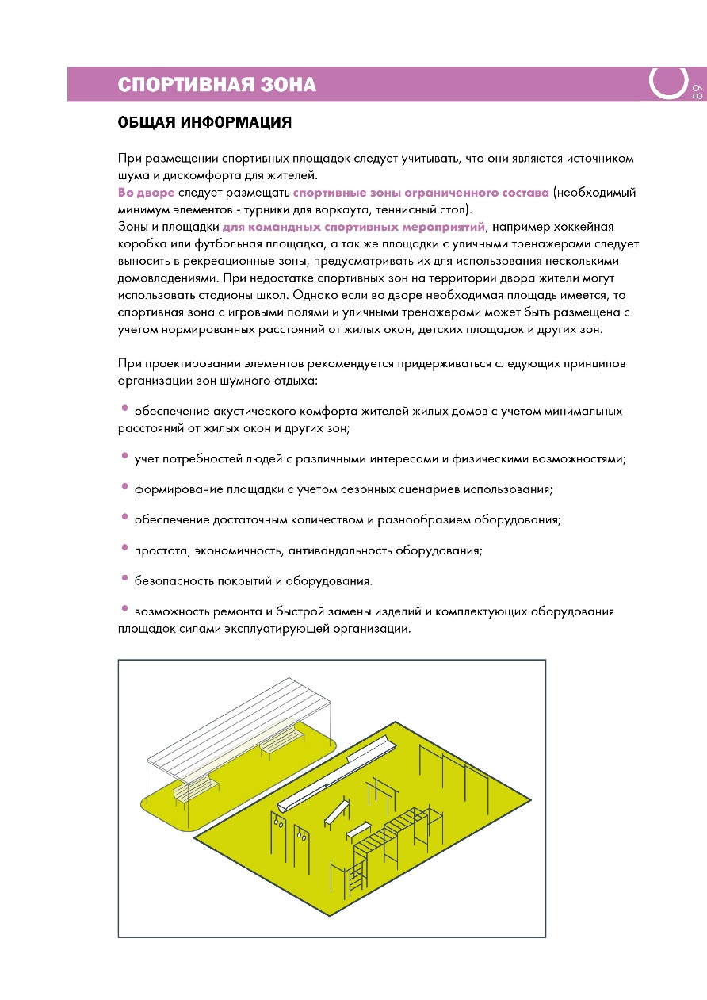 СПОРТИВНАЯ ЗОНА
89
ОБЩАЯ ИНФОРМАЦИЯ
При размещении спортивных площадок следует учитывать, что они являются источником
шума и дискомфорта для жителей.
Во дворе следует размещать спортивные зоны ограниченного состава (необходимый
минимум элементов - турники для воркаута, теннисный стол).
Зоны и площадки для командных спортивных мероприятий, например хоккейная
коробка или футбольная площадка, а так же площадки с уличными тренажерами следует
выносить в рекреационные зоны, предусматривать их для использования несколькими
домовладениями. При недостатке спортивных зон на территории двора жители могут
использовать стадионы школ. Однако если во дворе необходимая площадь имеется, то
спортивная зона с игровыми полями и уличными тренажерами может быть размещена с
учетом нормированных расстояний от жилых окон, детских площадок и других зон.
При проектировании элементов рекомендуется придерживаться следующих принципов
организации зон шумного отдыха:
• обеспечение акустического комфорта жителей жилых домов с учетом минимальных
расстояний от жилых окон и других зон;
• учет потребностей людей с различными интересами и физическими возможностями;
• формирование площадки с учетом сезонных сценариев использования;
• обеспечение достаточным количеством и разнообразием оборудования;
• простота, экономичность, антивандальность оборудования;
• безопасность покрытий и оборудования.
• возможность ремонта и быстрой замены изделий и комплектующих оборудования
площадок силами эксплуатирующей организации.